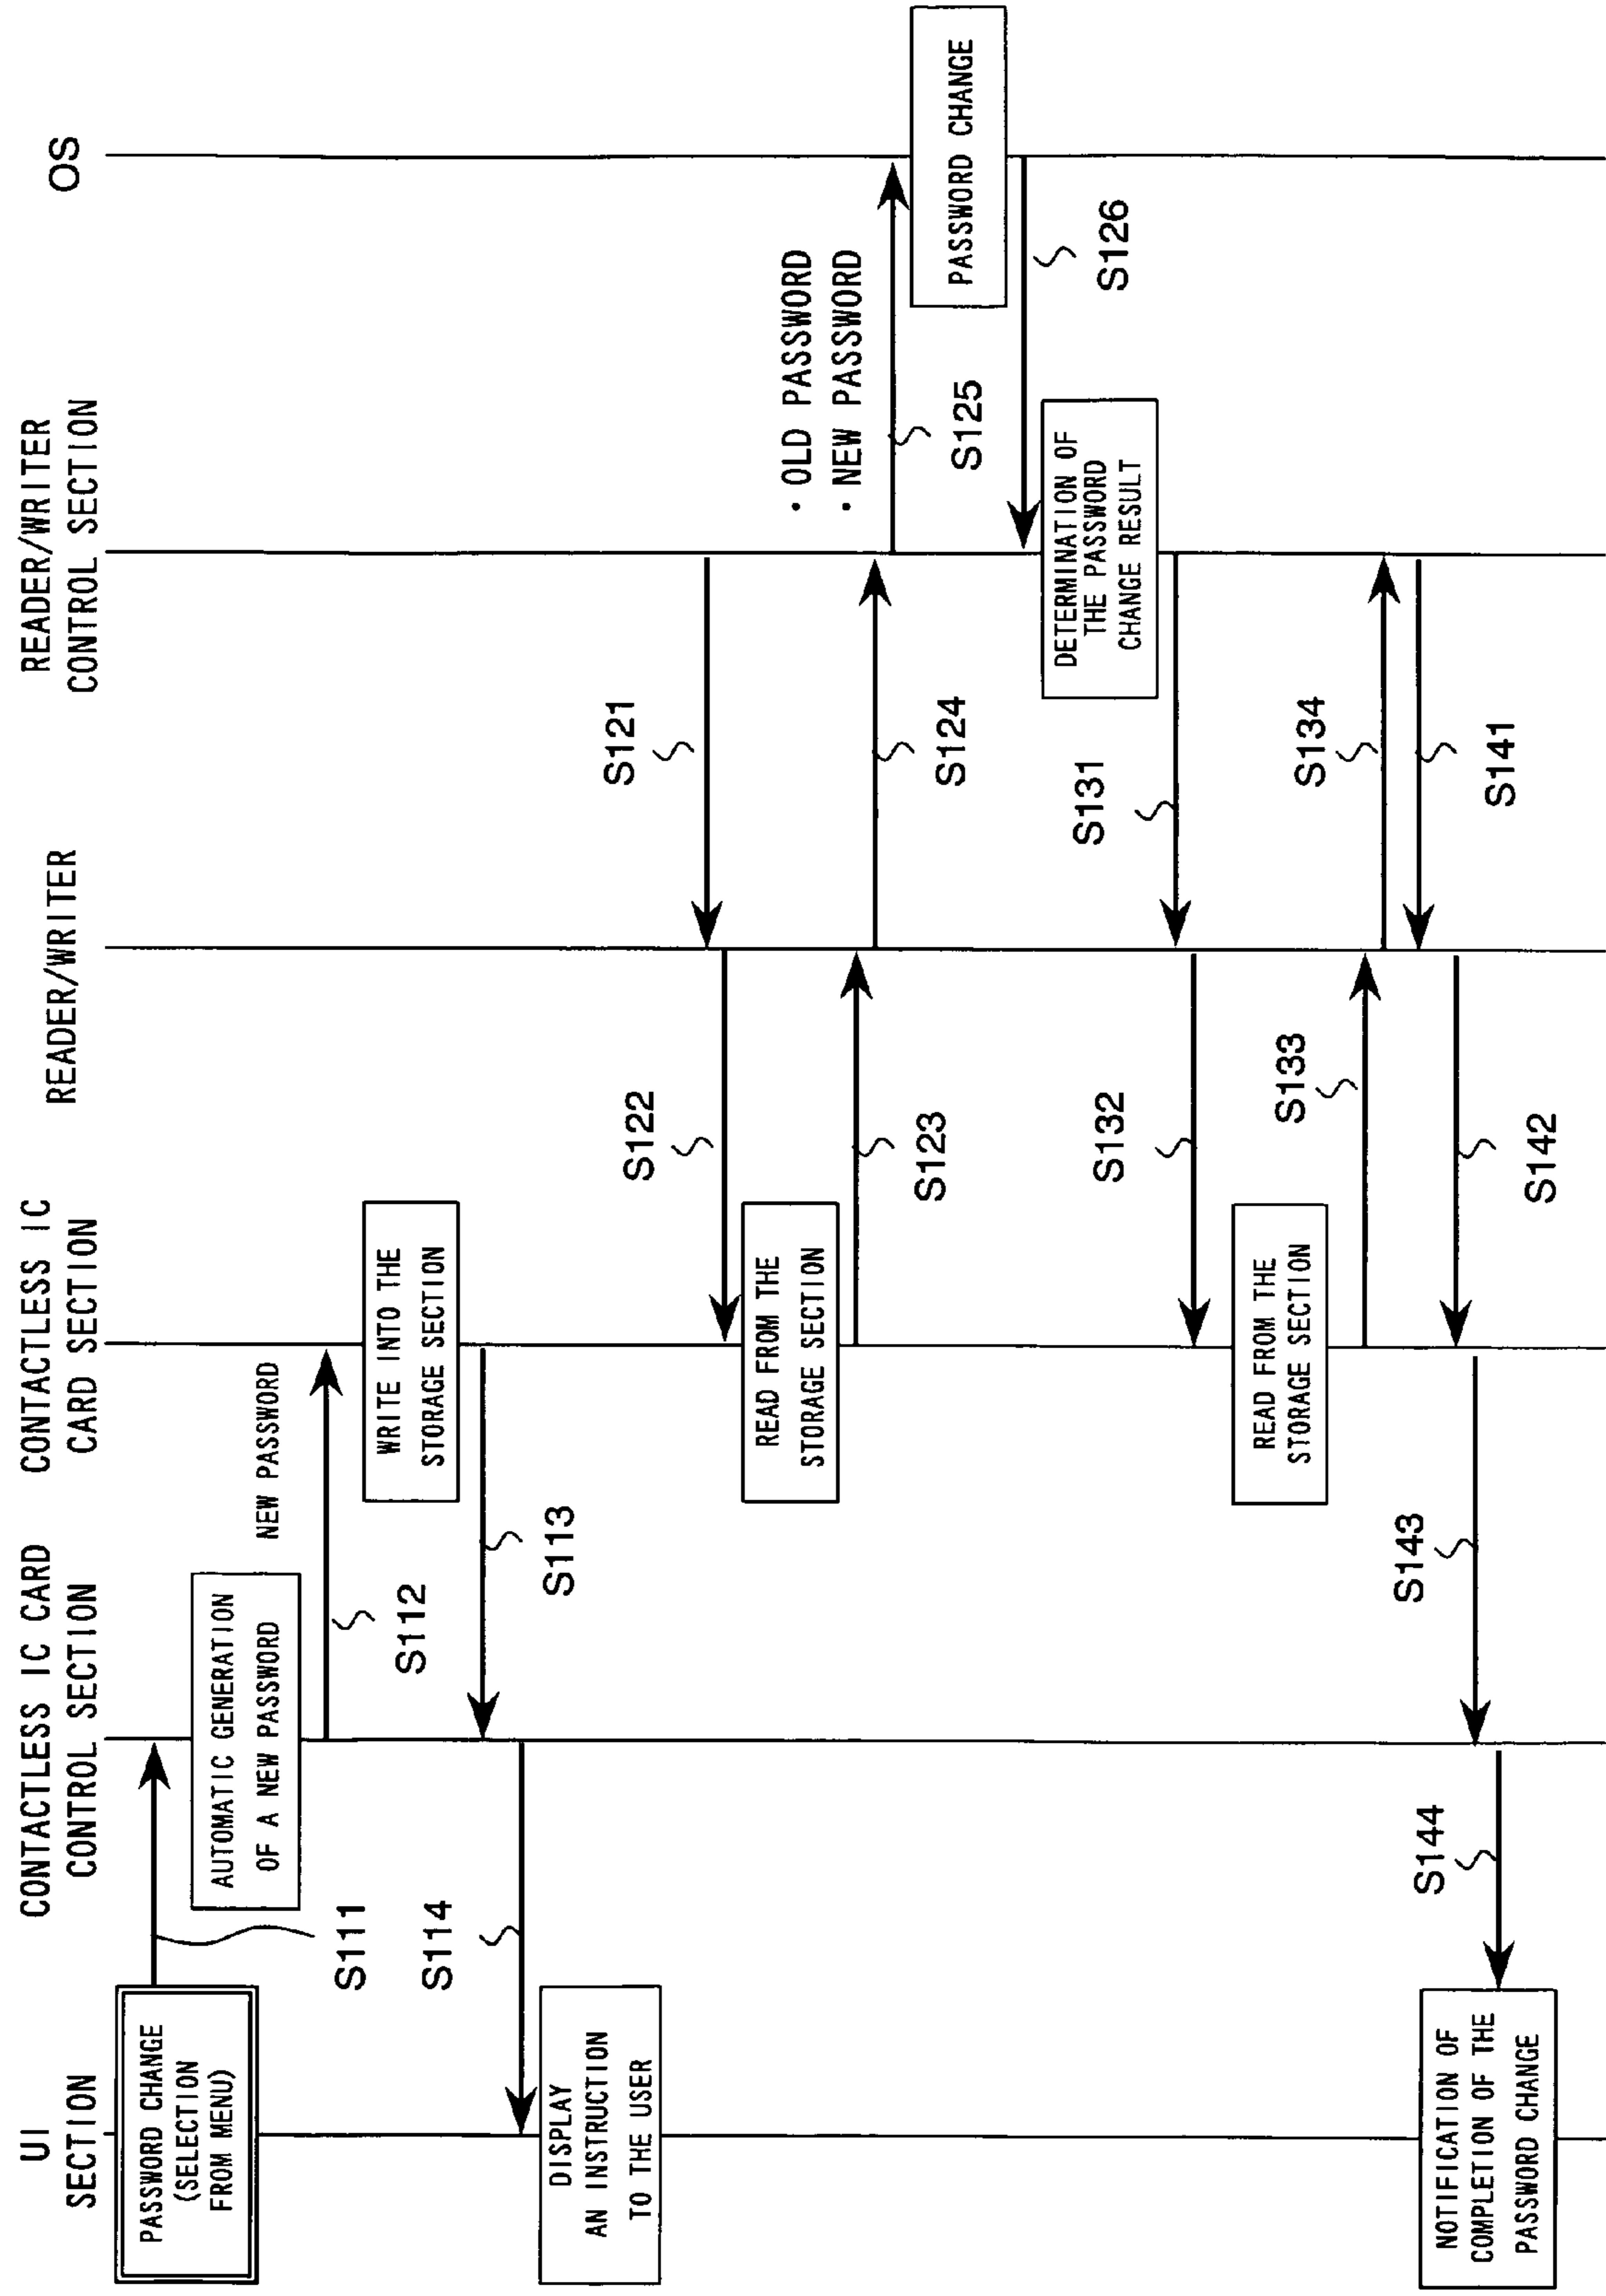 UI
SECTION
CONTACTLESS IC CARD
CONTROL SECTION
CONTACTLESS IC
CARD SECTION
READER/WRITER
READER/WRITER
CONTROL SECTION
OS
PASSWORD CHANGE
(SELECTION
FROM MENU)
S111
AUTOMATIC GENERATION
OF A NEW PASSWORD
NEW PASSWORD
S112
WRITE INTO THE
STORAGE SECTION
S113
S114
DISPLAY
AN INSTRUCTION
TO THE USER
S121
S122
READ FROM THE
STORAGE SECTION
S123
S124
· OLD PASSWORD
· NEW PASSWORD
S125
PASSWORD CHANGE
S126
DETERMINATION OF
THE PASSWORD
CHANGE RESULT
S131
S132
READ FROM THE
STORAGE SECTION
S133
S134
S141
S142
S143
S144
NOTIFICATION OF
COMPLETION OF THE
PASSWORD CHANGE